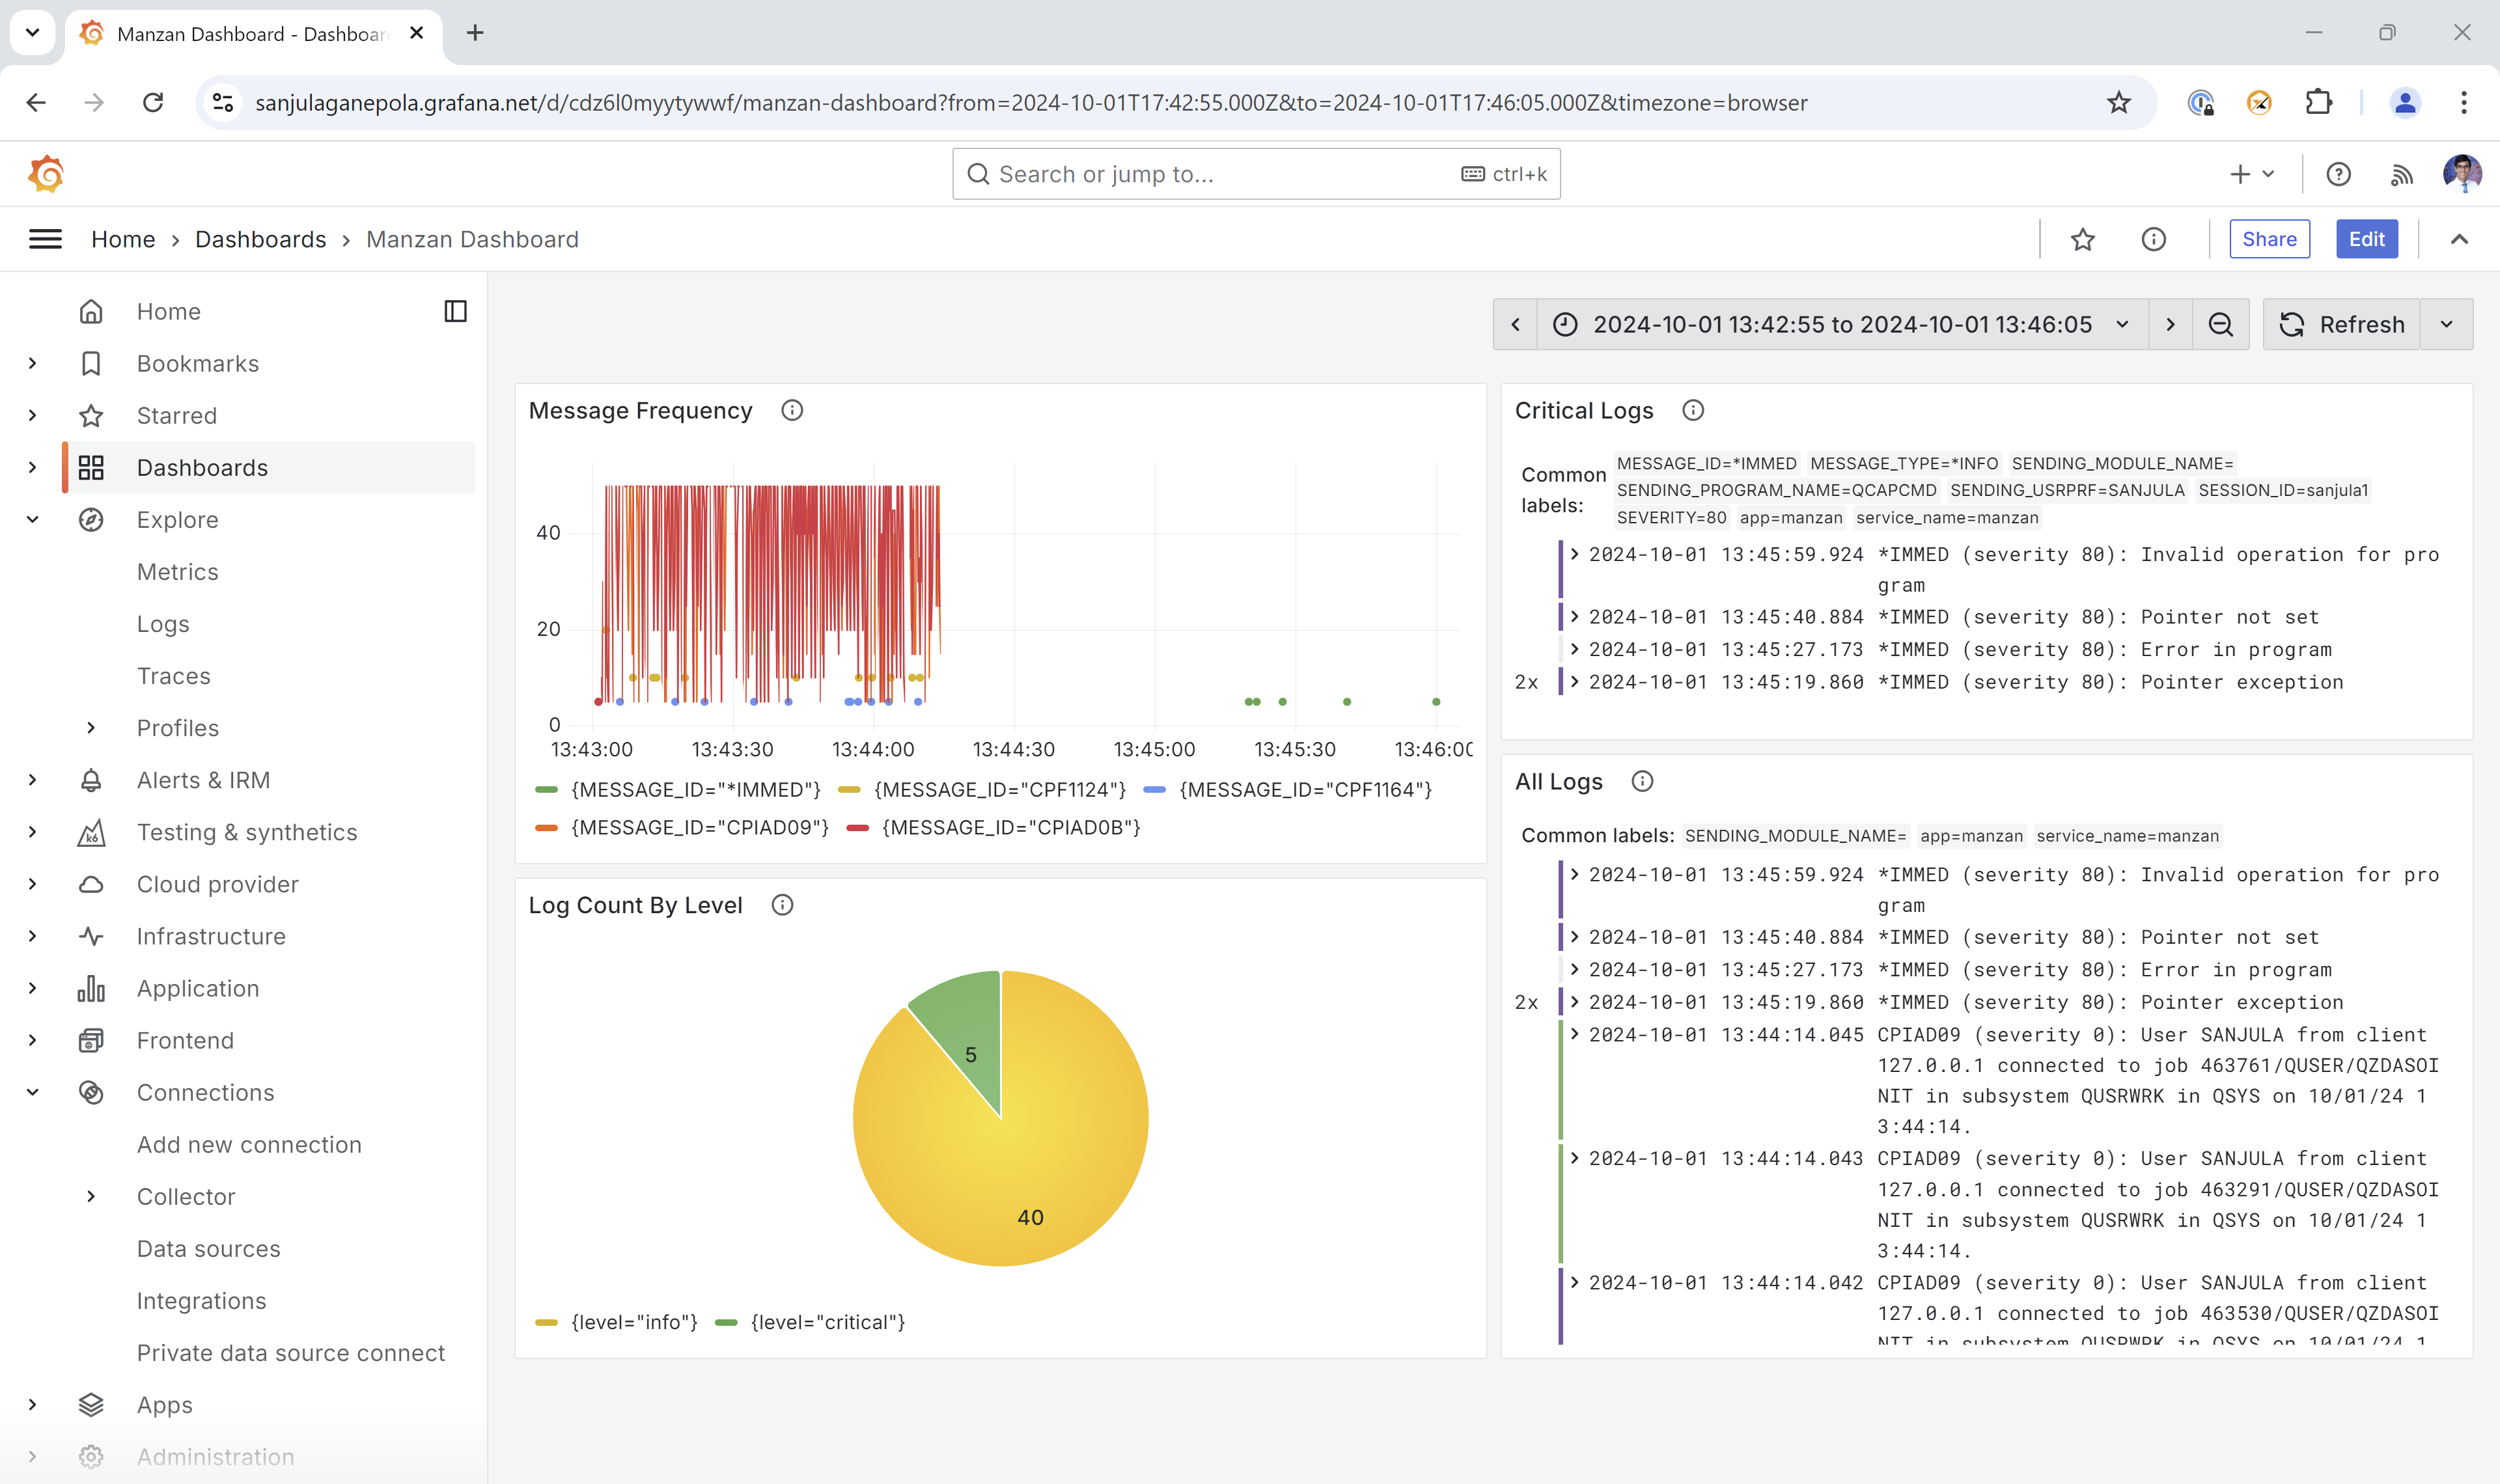 Manzan Dashboard - Dashboar
sanjulaganepola.grafana.net/d/cdz6l0myytywwf/manzan-dashboard?from=2024-10-01T17:42:55.000Z&to=2024-10-01T17:46:05.000Z&timezone=browser
Search or jump to... ctrl+k
Home › Dashboards › Manzan Dashboard
Share Edit
Home
Bookmarks
Starred
Dashboards
Explore
Metrics
Logs
Traces
Profiles
Alerts & IRM
k6
Testing & synthetics
Cloud provider
Infrastructure
Application
Frontend
Connections
Add new connection
Collector
Data sources
Integrations
Private data source connect
Apps
Administration
2024-10-01 13:42:55 to 2024-10-01 13:46:05
Refresh
Message Frequency
40
20
0
13:43:00 13:43:30 13:44:00 13:44:30 13:45:00 13:45:30 13:46:00
{MESSAGE_ID="*IMMED"} {MESSAGE_ID="CPF1124"} {MESSAGE_ID="CPF1164"}
{MESSAGE_ID="CPIAD09"} {MESSAGE_ID="CPIAD0B"}
Log Count By Level
5
40
{level="info"} {level="critical"}
Critical Logs
Common labels:
MESSAGE_ID=*IMMED MESSAGE_TYPE=*INFO SENDING_MODULE_NAME=
SENDING_PROGRAM_NAME=QCAPCMD SENDING_USRPRF=SANJULA SESSION_ID=sanjula1
SEVERITY=80 app=manzan service_name=manzan
2024-10-01 13:45:59.924 *IMMED (severity 80): Invalid operation for pro
gram
2024-10-01 13:45:40.884 *IMMED (severity 80): Pointer not set
2024-10-01 13:45:27.173 *IMMED (severity 80): Error in program
2x 2024-10-01 13:45:19.860 *IMMED (severity 80): Pointer exception
All Logs
Common labels: SENDING_MODULE_NAME= app=manzan service_name=manzan
2024-10-01 13:45:59.924 *IMMED (severity 80): Invalid operation for pro
gram
2024-10-01 13:45:40.884 *IMMED (severity 80): Pointer not set
2024-10-01 13:45:27.173 *IMMED (severity 80): Error in program
2x 2024-10-01 13:45:19.860 *IMMED (severity 80): Pointer exception
2024-10-01 13:44:14.045 CPIAD09 (severity 0): User SANJULA from client
127.0.0.1 connected to job 463761/QUSER/QZDASOI
NIT in subsystem QUSRWRK in QSYS on 10/01/24 1
3:44:14.
2024-10-01 13:44:14.043 CPIAD09 (severity 0): User SANJULA from client
127.0.0.1 connected to job 463291/QUSER/QZDASOI
NIT in subsystem QUSRWRK in QSYS on 10/01/24 1
3:44:14.
2024-10-01 13:44:14.042 CPIAD09 (severity 0): User SANJULA from client
127.0.0.1 connected to job 463530/QUSER/QZDASOI
NIT in subsystem QUSRWRK in QSYS on 10/01/24 1